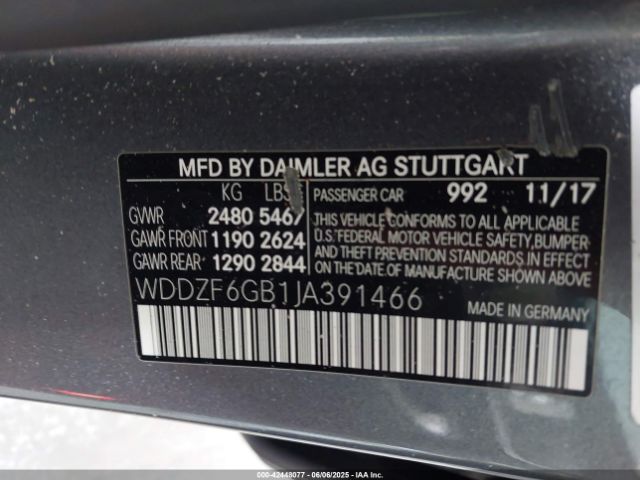 MFD BY DAIMLER AG STUTTGART
KG LBS PASSENGER CAR 992 11/17
GVWR 2480 5467
GAWR FRONT 1190 2624
GAWR REAR 1290 2844
THIS VEHICLE CONFORMS TO ALL APPLICABLE
U.S. FEDERAL MOTOR VEHICLE SAFETY, BUMPER
AND THEFT PREVENTION STANDARDS IN EFFECT
ON THE DATE OF MANUFACTURE SHOWN ABOVE.
WDDZF6GB1JA391466
MADE IN GERMANY
000-42448077 - 06/06/2025 - IAAI.COM